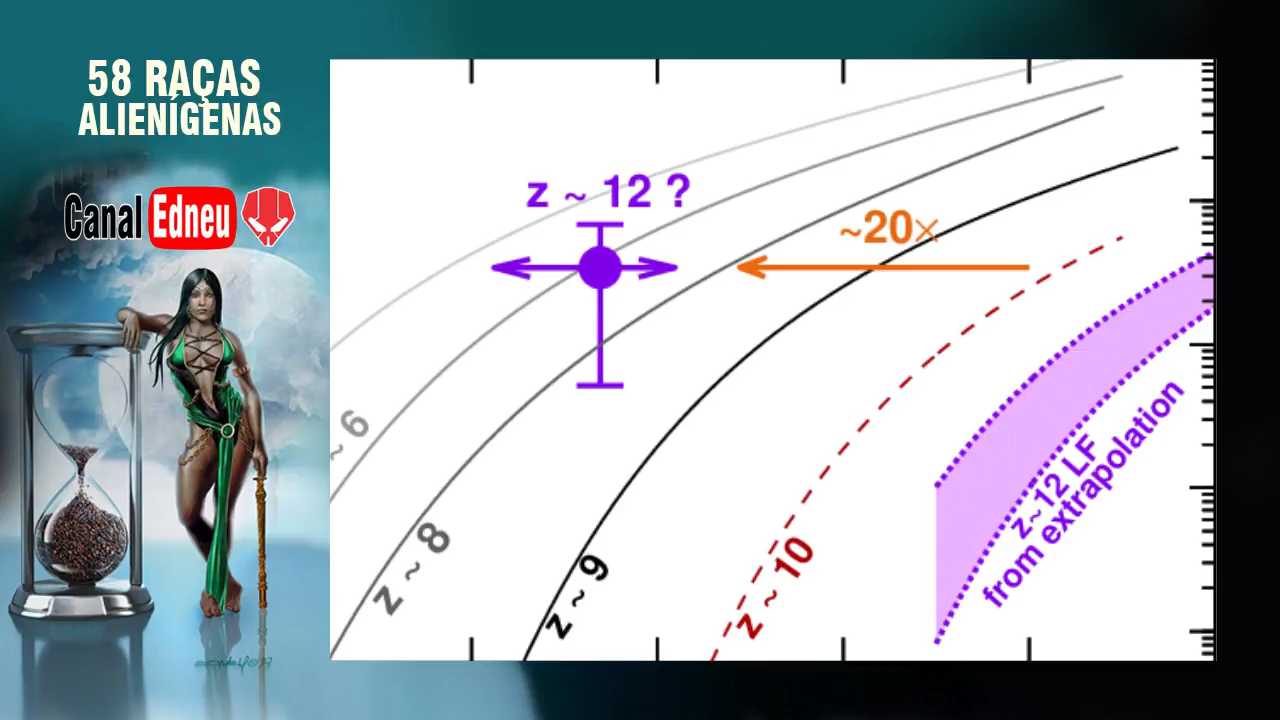 58 RAÇAS
ALIENÍGENAS
Canal Edneu
z ~ 12 ?
~20×
~ 6
z ~ 8
z ~ 9
z ~ 10
z~12 LF
from extrapolation